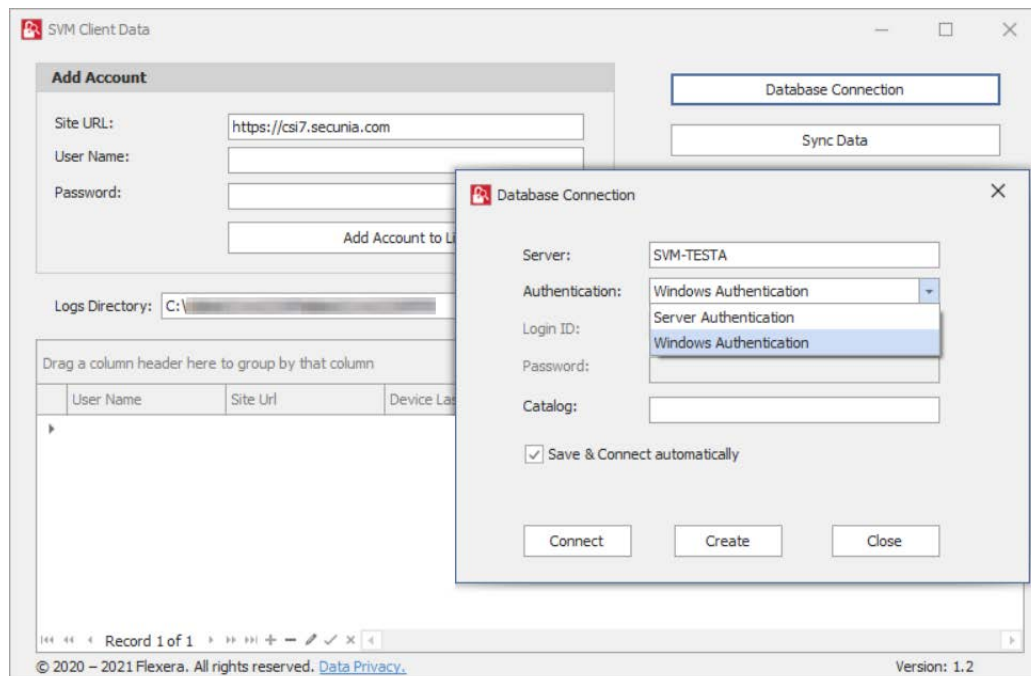 SVM Client Data
Add Account
Site URL:
https://csi7.secunia.com
User Name:
Password:
Add Account to Li
Database Connection
Sync Data
Logs Directory:
C:\
Drag a column header here to group by that column
User Name
Site Url
Device Las
Record 1 of 1
© 2020 – 2021 Flexera. All rights reserved. Data Privacy.
Version: 1.2
Database Connection
Server:
SVM-TESTA
Authentication:
Windows Authentication
Server Authentication
Windows Authentication
Login ID:
Password:
Catalog:
Save & Connect automatically
Connect
Create
Close